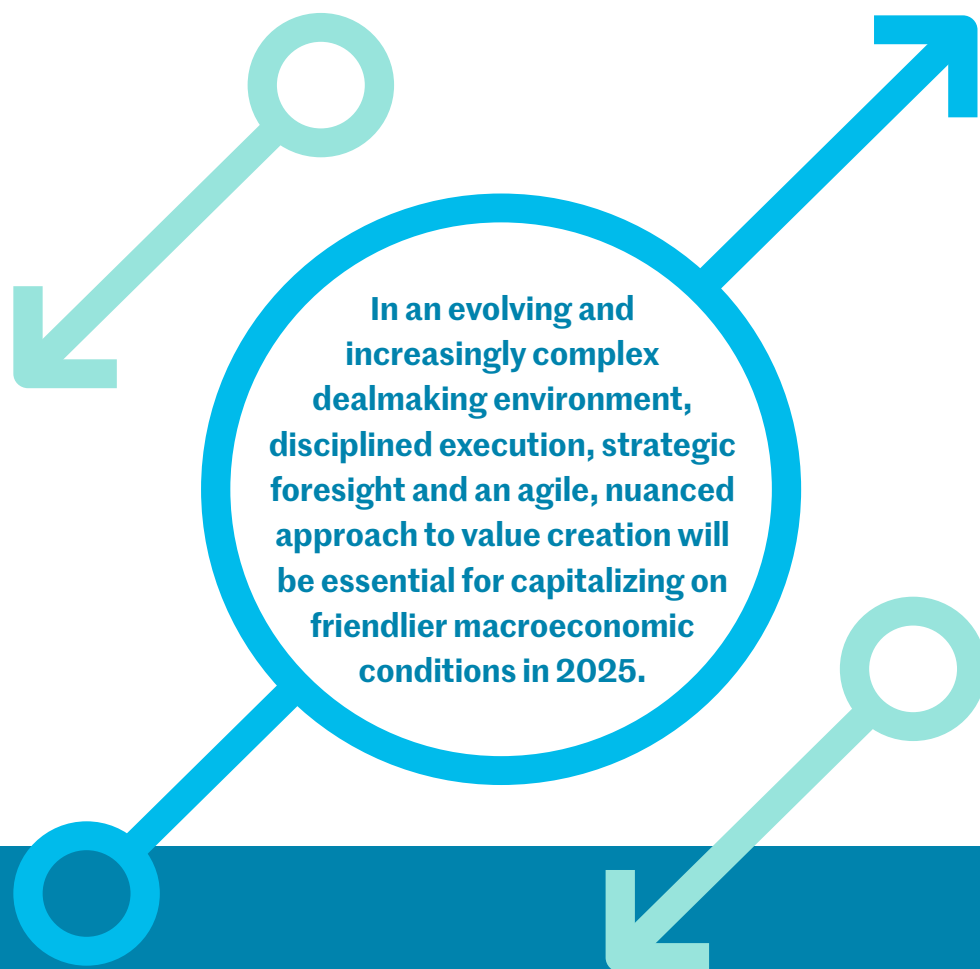 In an evolving and
increasingly complex
dealmaking environment,
disciplined execution, strategic
foresight and an agile, nuanced
approach to value creation will
be essential for capitalizing on
friendlier macroeconomic
conditions in 2025.